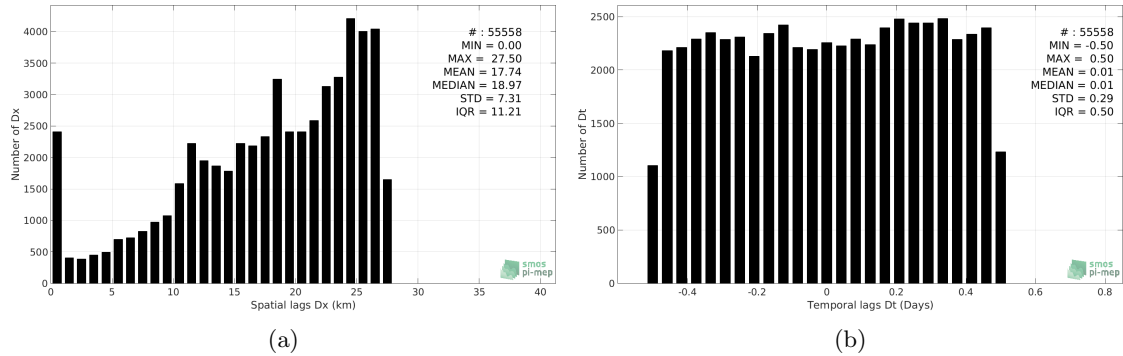 4000
3500
3000
2500
2000
1500
1000
500
0
Number of Dx
# : 55558
MIN = 0.00
MAX = 27.50
MEAN = 17.74
MEDIAN = 18.97
STD = 7.31
IQR = 11.21
smos
pi-mep
0 5 10 15 20 25 30 35 40
Spatial lags Dx (km)
(a)
2500
2000
1500
1000
500
0
Number of Dt
# : 55558
MIN = -0.50
MAX = 0.50
MEAN = 0.01
MEDIAN = 0.01
STD = 0.29
IQR = 0.50
smos
pi-mep
-0.4 -0.2 0 0.2 0.4 0.6 0.8
Temporal lags Dt (Days)
(b)